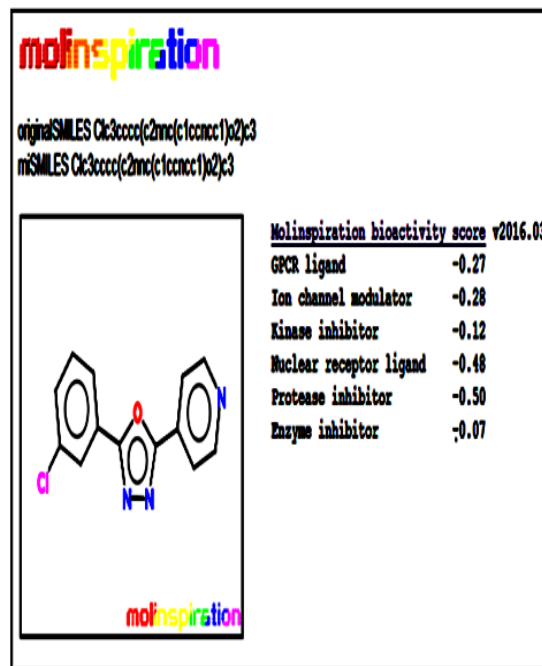 molinspiration
originalSMILES Clc3cccc(c2nnc(c1ccncc1)o2)c3
miSMILES Clc3cccc(c2nnc(c1ccncc1)o2)c3
Molinspiration bioactivity score v2016.03
GPCR ligand -0.27
Ion channel modulator -0.28
Kinase inhibitor -0.12
Nuclear receptor ligand -0.48
Protease inhibitor -0.50
Enzyme inhibitor -0.07
O
N
Cl
N N
molinspiration